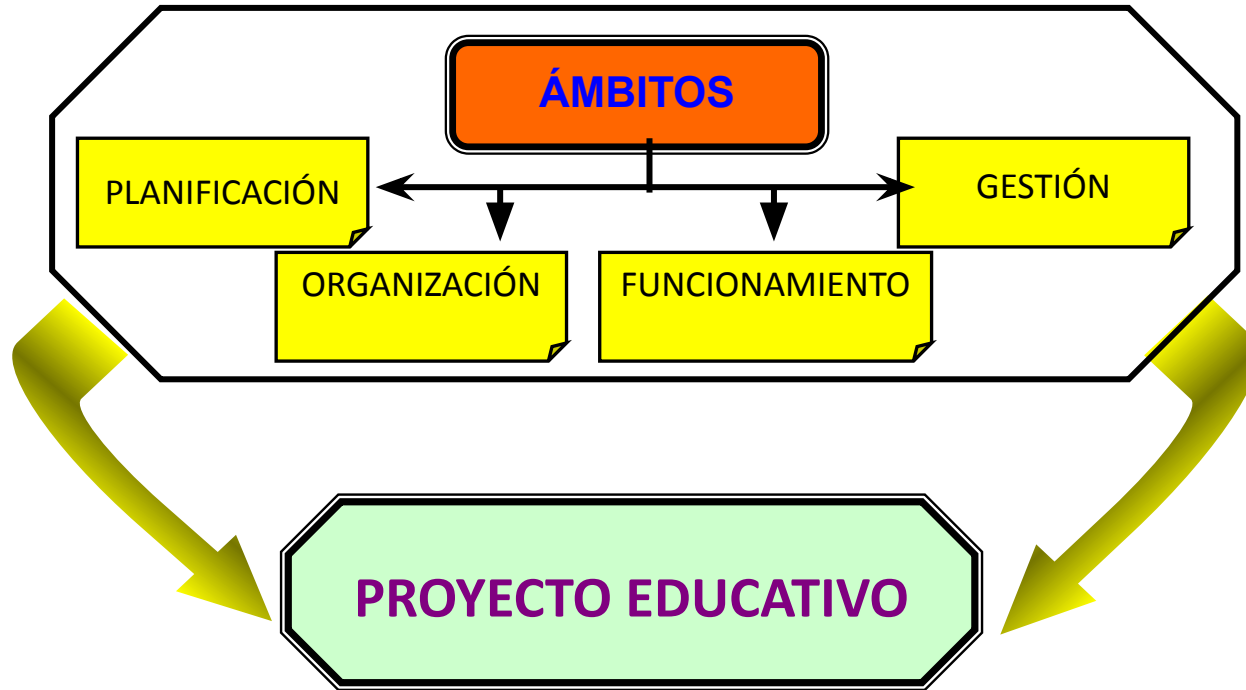 ÁMBITOS
PLANIFICACIÓN
GESTIÓN
ORGANIZACIÓN
FUNCIONAMIENTO
PROYECTO EDUCATIVO